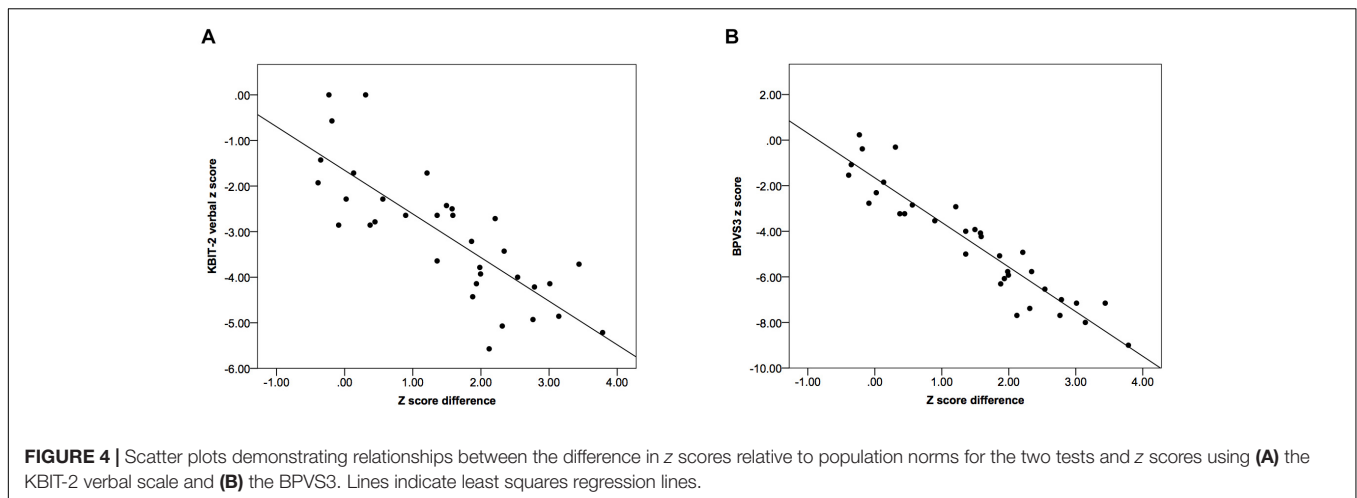 A
B
.00
-1.00
-2.00
-3.00
-4.00
-5.00
-6.00
KBIT-2 verbal z score
-1.00 .00 1.00 2.00 3.00 4.00
Z score difference
2.00
.00
-2.00
-4.00
-6.00
-8.00
-10.00
BPVS3 z score
-1.00 .00 1.00 2.00 3.00 4.00
Z score difference
FIGURE 4 | Scatter plots demonstrating relationships between the difference in z scores relative to population norms for the two tests and z scores using (A) the
KBIT-2 verbal scale and (B) the BPVS3. Lines indicate least squares regression lines.